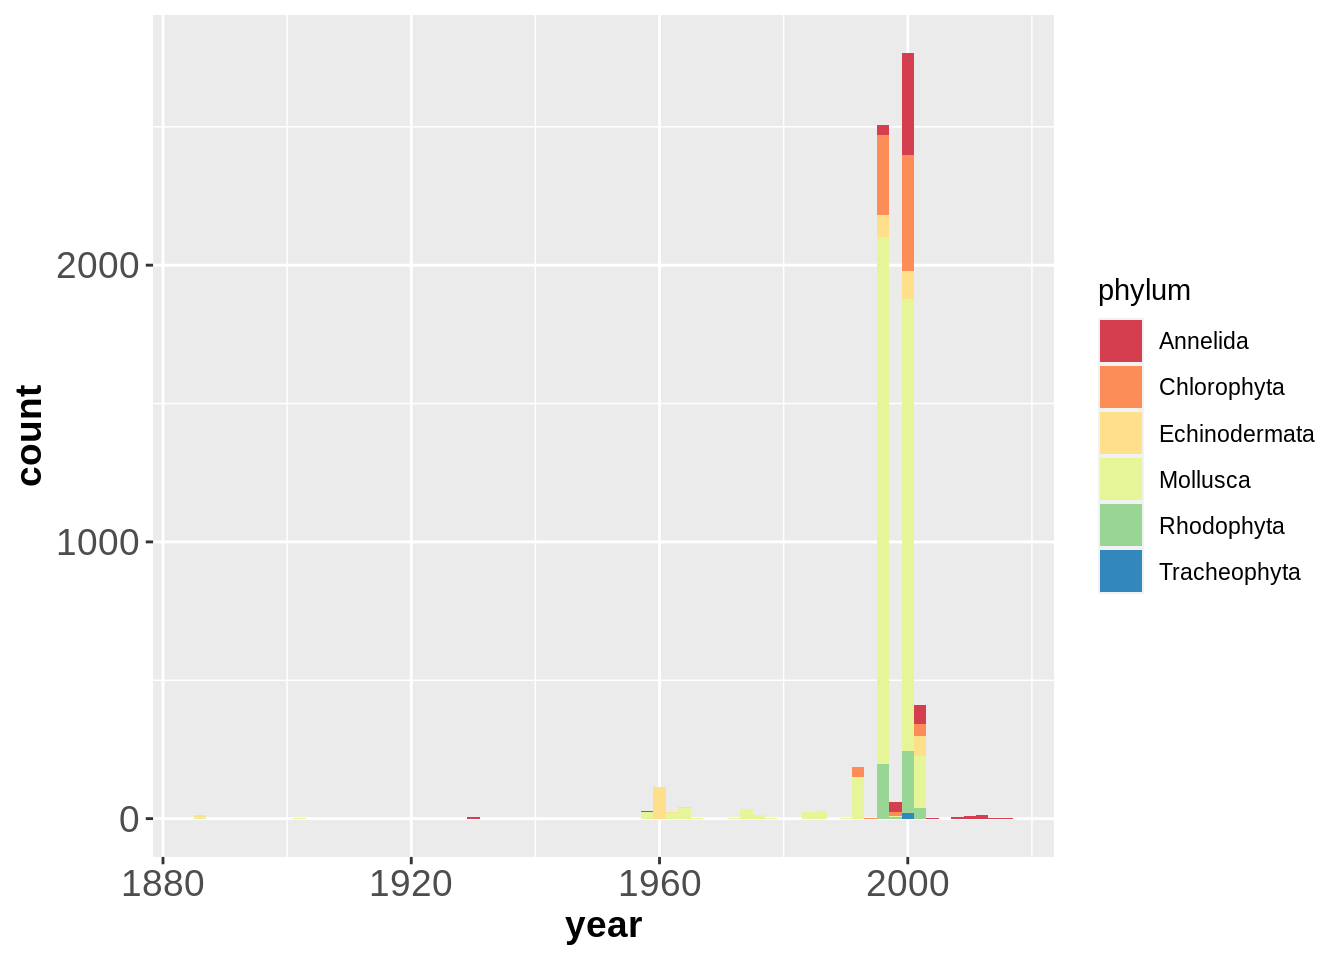 2000
1000
0
count
1880 1920 1960 2000
year
phylum
Annelida
Chlorophyta
Echinodermata
Mollusca
Rhodophyta
Tracheophyta